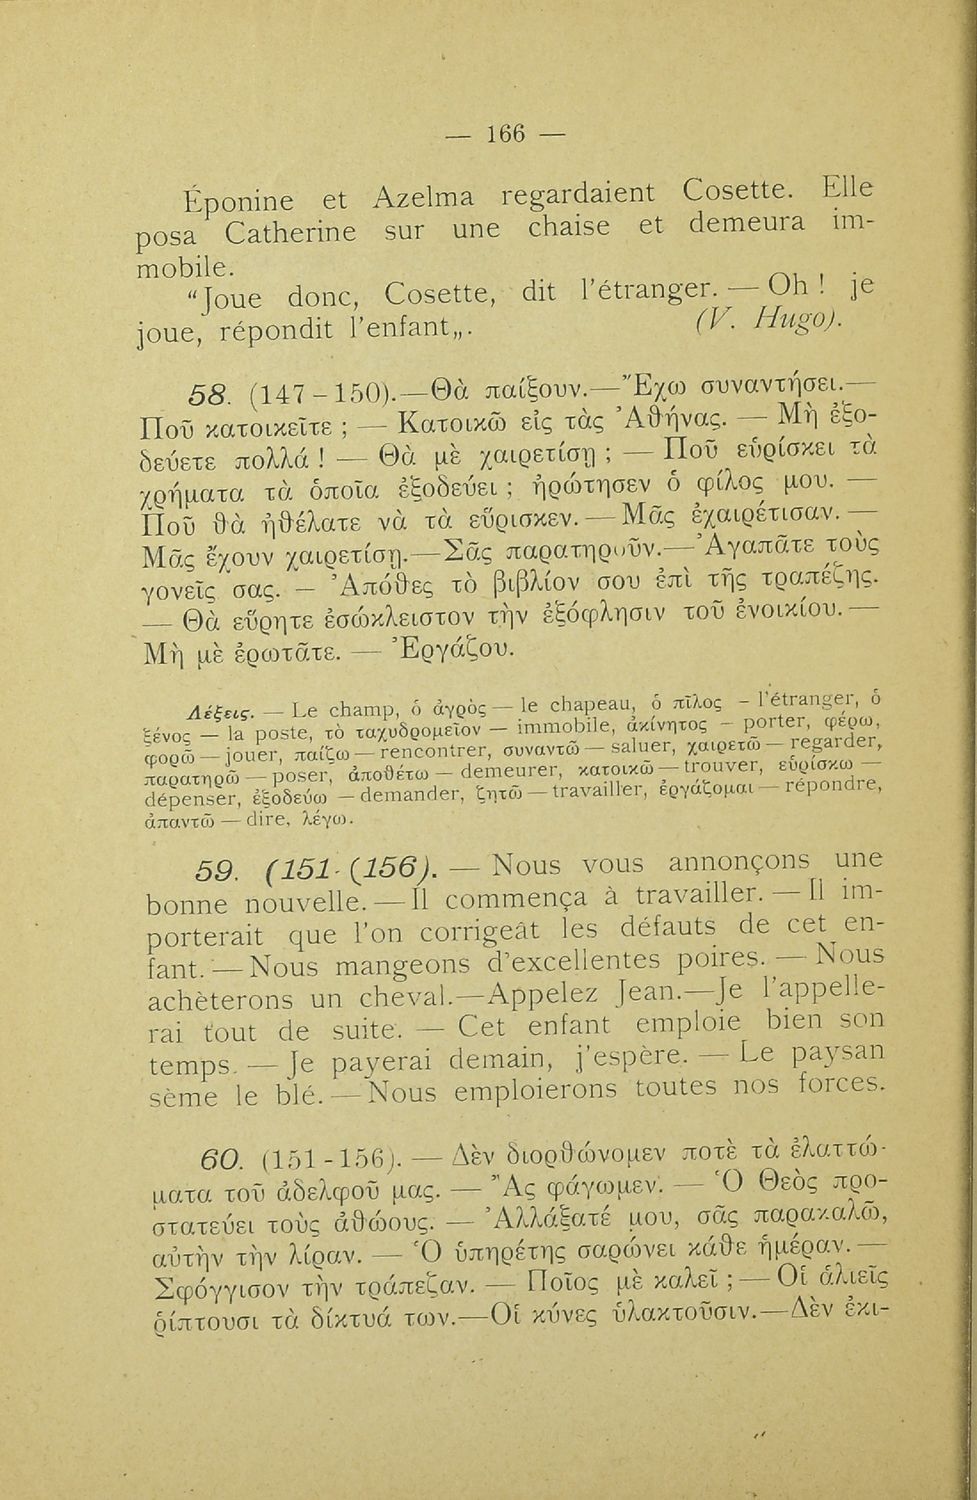 — 166 —
Éponine et Azelma regardaient Cosette. Elle
posa Catherine sur une chaise et demeura im-
mobile.
"Joue donc, Cosette, dit l'étranger. — Oh ! je
joue, répondit l'enfant„. (V. Hugo).
58. (147-150).—Θὰ παίξουν.—Ἔχω συναντήσει.—
Ποῦ κατοικεῖτε ; — Κατοικῶ εἰς τὰς Ἀθήνας. — Μὴ ἐξο-
δεύετε πολλά ! — Θὰ μὲ χαιρετίσῃ ; — Ποῦ εὑρίσκει τὰ
χρήματα τὰ ὁποῖα ἐξοδεύει ; ἠρώτησεν ὁ φίλος μου. —
Ποῦ θὰ ἠθέλατε νὰ τὰ εὕρισκεν.—Μᾶς ἐχαιρέτισαν.—
Μᾶς ἔχουν χαιρετίσῃ.—Σᾶς παρατηροῦν.—Ἀγαπᾶτε τοὺς
γονεῖς σας. – Ἀπόθες τὸ βιβλίον σου ἐπὶ τῆς τραπέζης.
— Θὰ εὕρητε ἐσώκλειστον τὴν ἐξόφλησιν τοῦ ἐνοικίου.—
Μὴ μὲ ἐρωτᾶτε. — Ἐργάζου.
Λέξεις. — Le champ, ὁ ἀγρὸς — le chapeau, ὁ πῖλος – l'étranger, ὁ
ξένος — la poste, τὸ ταχυδρομεῖον — immobile, ἀκίνητος – porter, φέρω,
φορῶ — jouer, παίζω — rencontrer, συναντῶ — saluer, χαιρετῶ — regarder,
παρατηρῶ — poser, ἀποθέτω — demeurer, κατοικῶ — trouver, εὑρίσκω —
dépenser, ἐξοδεύω — demander, ζητῶ — travailler, ἐργάζομαι — répondre,
ἀπαντῶ — dire, λέγω.
59. (151-(156). — Nous vous annonçons une
bonne nouvelle. — Il commença à travailler. — Il im-
porterait que l'on corrigeât les défauts de cet en-
fant. — Nous mangeons d'excellentes poires. — Nous
achèterons un cheval.—Appelez Jean.—Je l'appelle-
rai tout de suite. — Cet enfant emploie bien son
temps. — Je payerai demain, j'espère. — Le paysan
sème le blé. — Nous emploierons toutes nos forces.
60. (151-156). — Δὲν διορθώνομεν ποτὲ τὰ ἐλαττώ-
ματα τοῦ ἀδελφοῦ μας. — Ἂς φάγωμεν. — Ὁ Θεὸς προ-
στατεύει τοὺς ἀθώους. — Ἀλλάξατέ μου, σᾶς παρακαλῶ,
αὐτὴν τὴν λίραν. — Ὁ ὑπηρέτης σαρώνει κάθε ἡμέραν.—
Σφόγγισον τὴν τράπεζαν. — Ποῖος μὲ καλεῖ ; — Οἱ ἁλιεῖς
ῥίπτουσι τὰ δίκτυά των.—Οἱ κύνες ὑλακτοῦσιν.—Δὲν ἐκι-